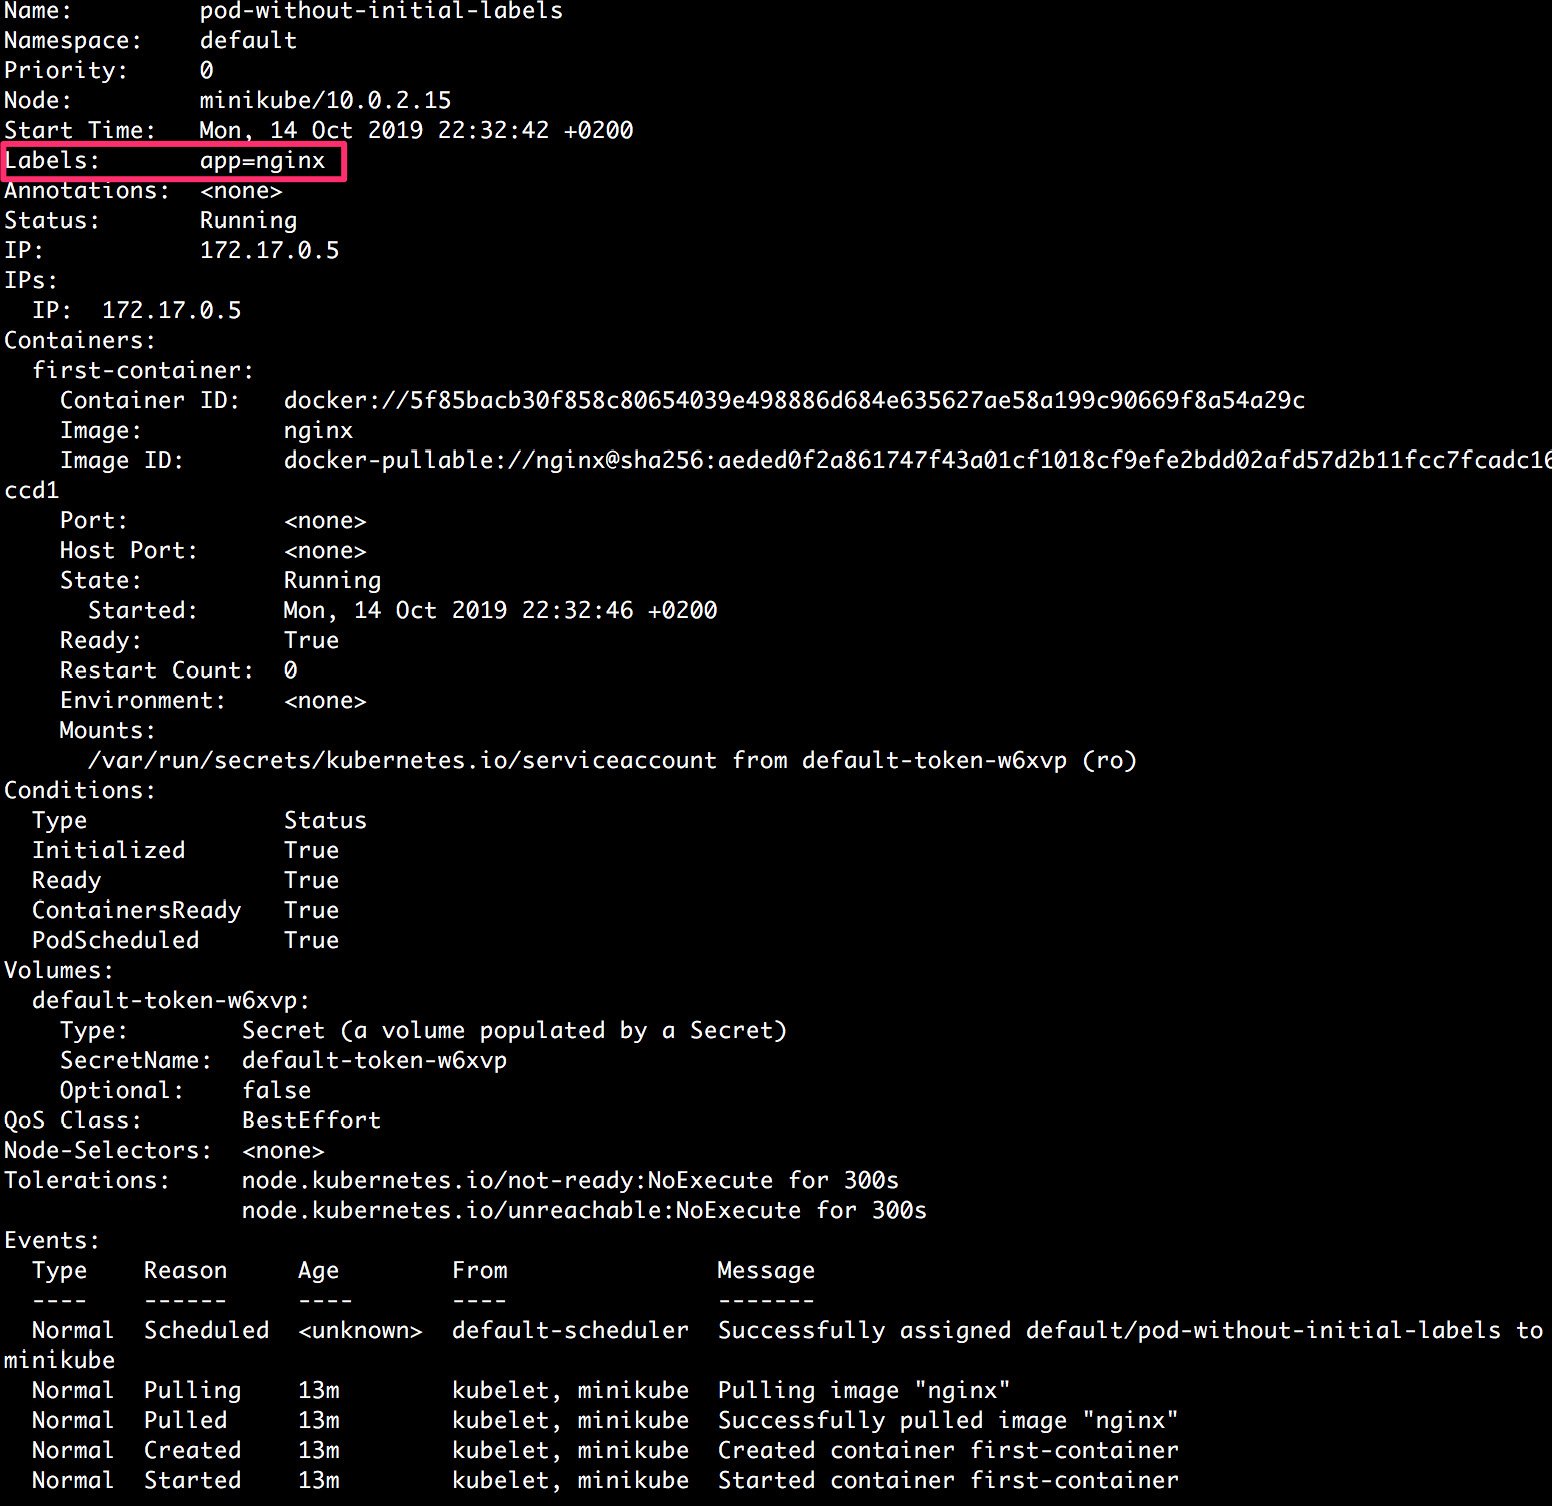 Name:         pod-without-initial-labels
Namespace:    default
Priority:     0
Node:         minikube/10.0.2.15
Start Time:   Mon, 14 Oct 2019 22:32:42 +0200
Labels:       app=nginx
Annotations:  <none>
Status:       Running
IP:           172.17.0.5
IPs:
  IP:  172.17.0.5
Containers:
  first-container:
    Container ID:   docker://5f85bacb30f858c80654039e498886d684e635627ae58a199c90669f8a54a29c
    Image:          nginx
    Image ID:       docker-pullable://nginx@sha256:aeded0f2a861747f43a01cf1018cf9efe2bdd02afd57d2b11fcc7fcadc16
ccd1
    Port:           <none>
    Host Port:      <none>
    State:          Running
      Started:      Mon, 14 Oct 2019 22:32:46 +0200
    Ready:          True
    Restart Count:  0
    Environment:    <none>
    Mounts:
      /var/run/secrets/kubernetes.io/serviceaccount from default-token-w6xvp (ro)
Conditions:
  Type              Status
  Initialized       True
  Ready             True
  ContainersReady   True
  PodScheduled      True
Volumes:
  default-token-w6xvp:
    Type:        Secret (a volume populated by a Secret)
    SecretName:  default-token-w6xvp
    Optional:    false
QoS Class:       BestEffort
Node-Selectors:  <none>
Tolerations:     node.kubernetes.io/not-ready:NoExecute for 300s
                 node.kubernetes.io/unreachable:NoExecute for 300s
Events:
  Type    Reason     Age        From               Message
  ----    ------     ----       ----               -------
  Normal  Scheduled  <unknown>  default-scheduler  Successfully assigned default/pod-without-initial-labels to
minikube
  Normal  Pulling    13m        kubelet, minikube  Pulling image "nginx"
  Normal  Pulled     13m        kubelet, minikube  Successfully pulled image "nginx"
  Normal  Created    13m        kubelet, minikube  Created container first-container
  Normal  Started    13m        kubelet, minikube  Started container first-container